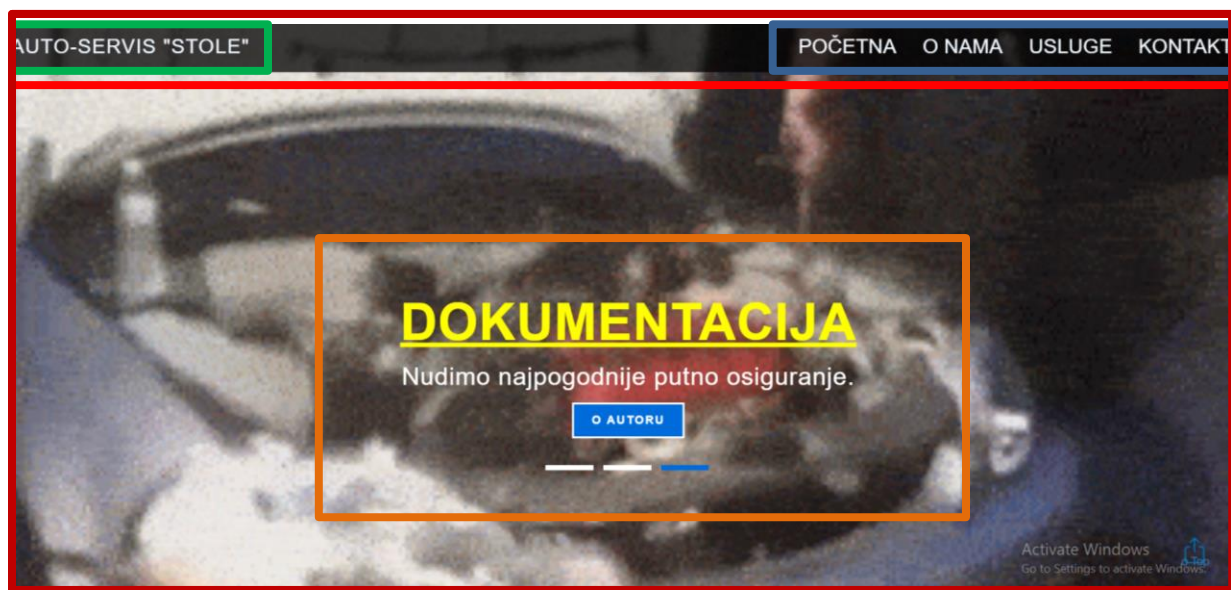 AUTO-SERVIS "STOLE"
POČETNA O NAMA USLUGE KONTAKT
DOKUMENTACIJA
Nudimo najpogodnije putno osiguranje.
O AUTORU
Activate Windows
Go to Settings to activate Windows.